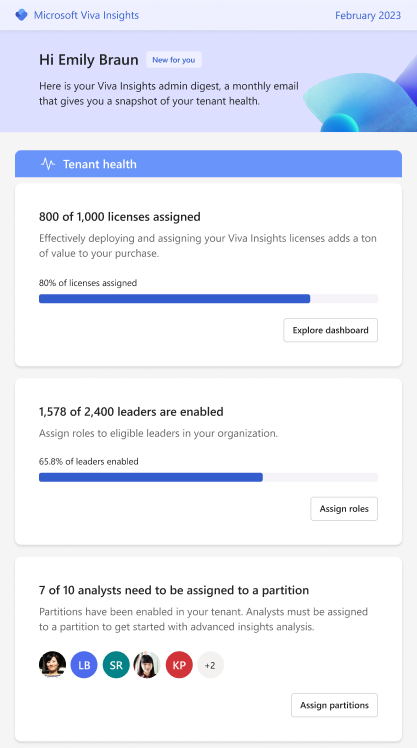 Microsoft Viva Insights
February 2023
Hi Emily Braun
New for you
Here is your Viva Insights admin digest, a monthly email
that gives you a snapshot of your tenant health.
Tenant health
800 of 1,000 licenses assigned
Effectively deploying and assigning your Viva Insights licenses adds a ton
of value to your purchase.
80% of licenses assigned
Explore dashboard
1,578 of 2,400 leaders are enabled
Assign roles to eligible leaders in your organization.
65.8% of leaders enabled
Assign roles
7 of 10 analysts need to be assigned to a partition
Partitions have been enabled in your tenant. Analysts must be assigned
to a partition to get started with advanced insights analysis.
LB SR KP +2
Assign partitions